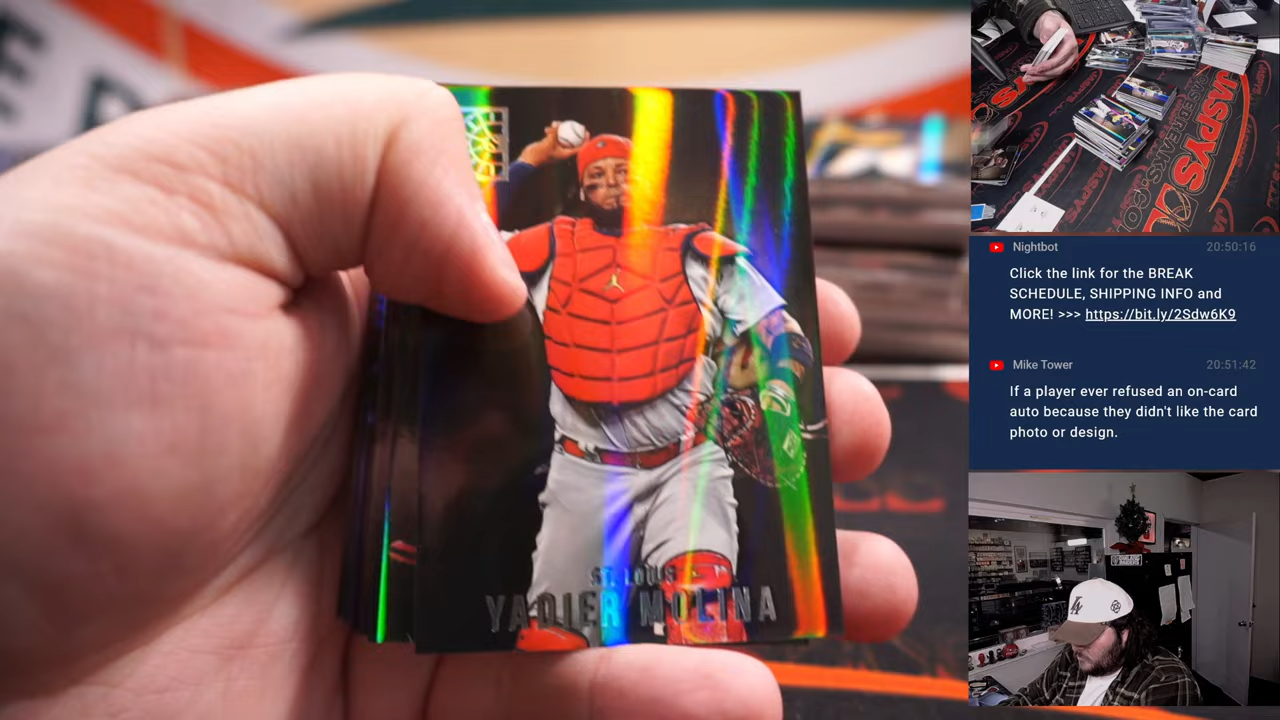 ST. LOUIS
YADIER MOLINA
JASPYS
Nightbot 20:50:16
Click the link for the BREAK
SCHEDULE, SHIPPING INFO and
MORE! >>> https://bit.ly/2Sdw6K9
Mike Tower 20:51:42
If a player ever refused an on-card
auto because they didn't like the card
photo or design.